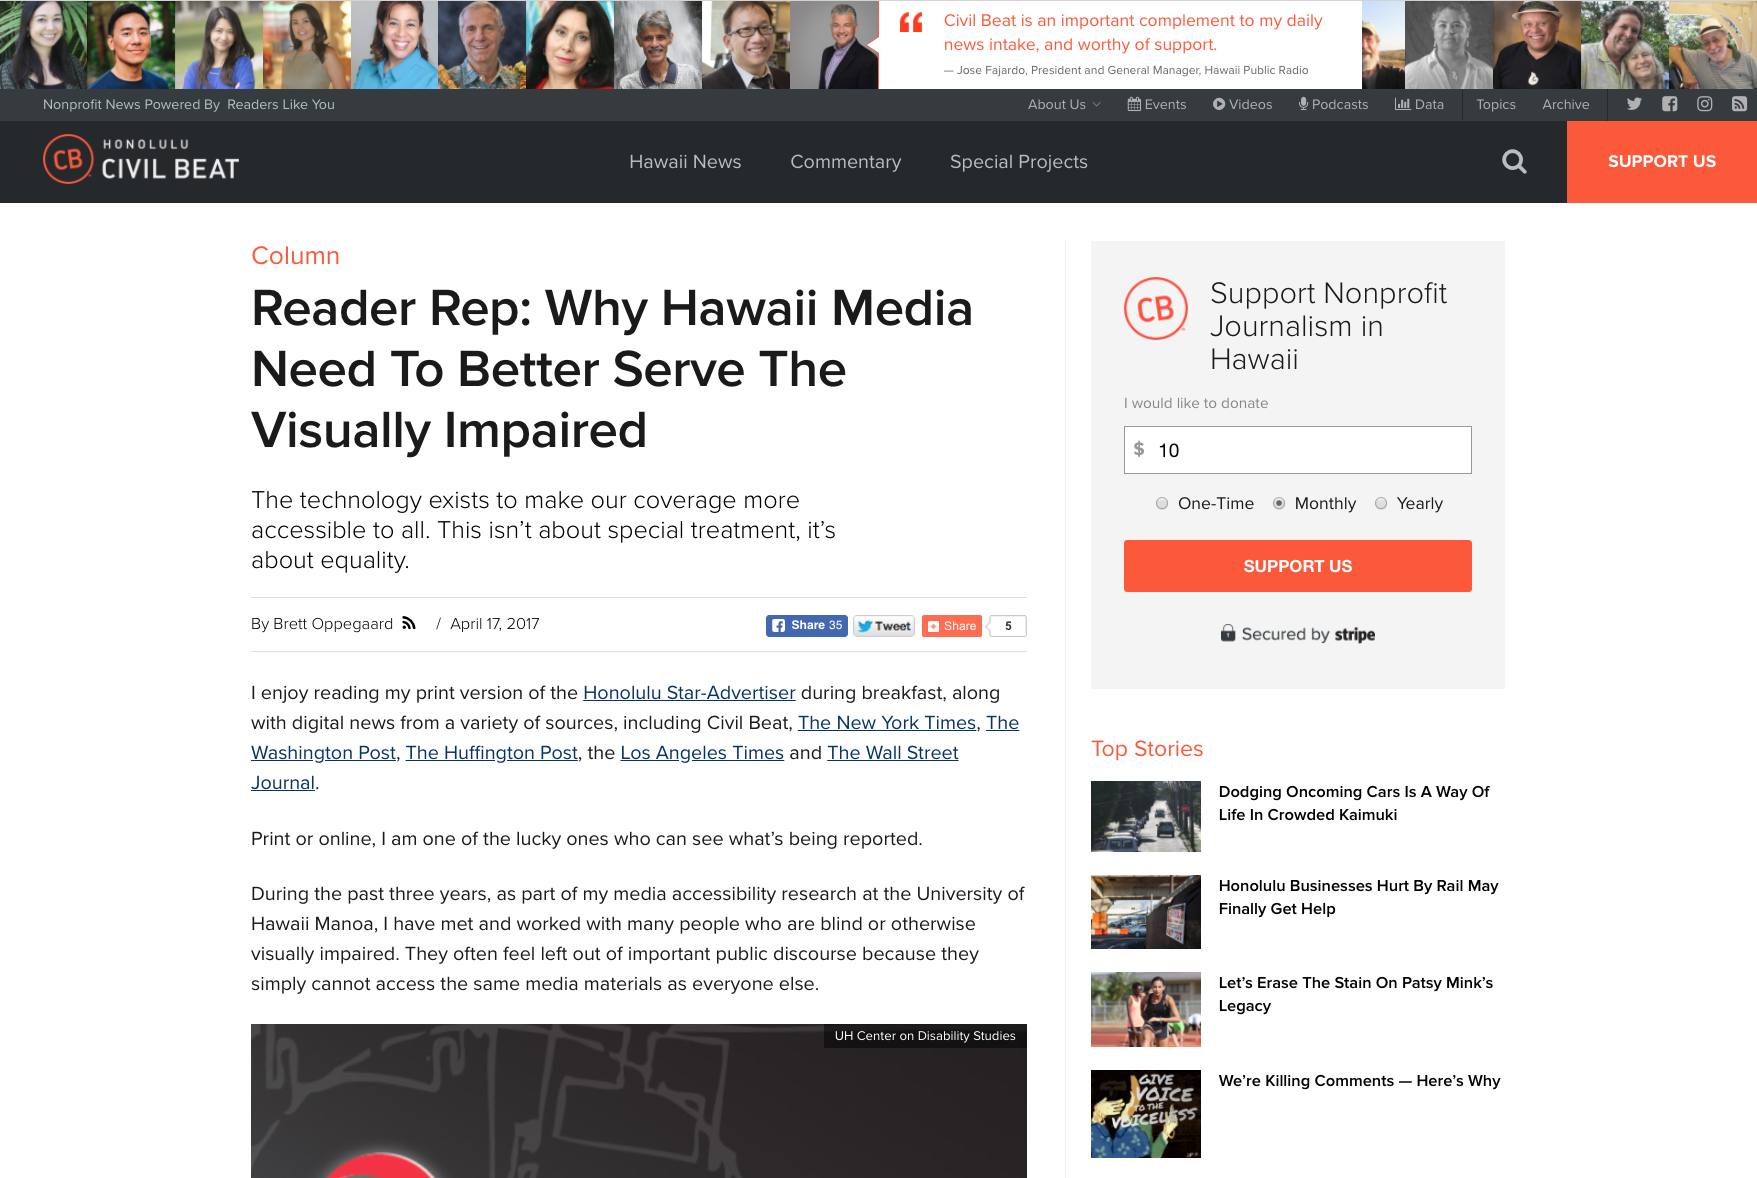 Civil Beat is an important complement to my daily
news intake, and worthy of support.
— Jose Fajardo, President and General Manager, Hawaii Public Radio
Nonprofit News Powered By Readers Like You
About Us
Events
Videos
Podcasts
Data
Topics
Archive
CB
HONOLULU
CIVIL BEAT
Hawaii News
Commentary
Special Projects
SUPPORT US
Column
Reader Rep: Why Hawaii Media
Need To Better Serve The
Visually Impaired
The technology exists to make our coverage more
accessible to all. This isn’t about special treatment, it’s
about equality.
By Brett Oppegaard / April 17, 2017
Share 35
Tweet
Share
5
I enjoy reading my print version of the Honolulu Star-Advertiser during breakfast, along
with digital news from a variety of sources, including Civil Beat, The New York Times, The
Washington Post, The Huffington Post, the Los Angeles Times and The Wall Street
Journal.
Print or online, I am one of the lucky ones who can see what’s being reported.
During the past three years, as part of my media accessibility research at the University of
Hawaii Manoa, I have met and worked with many people who are blind or otherwise
visually impaired. They often feel left out of important public discourse because they
simply cannot access the same media materials as everyone else.
UH Center on Disability Studies
CB
Support Nonprofit
Journalism in
Hawaii
I would like to donate
$ 10
One-Time
Monthly
Yearly
SUPPORT US
Secured by stripe
Top Stories
Dodging Oncoming Cars Is A Way Of
Life In Crowded Kaimuki
Honolulu Businesses Hurt By Rail May
Finally Get Help
Let’s Erase The Stain On Patsy Mink’s
Legacy
GIVE
VOICE
TO THE
VOICELESS
We’re Killing Comments — Here’s Why